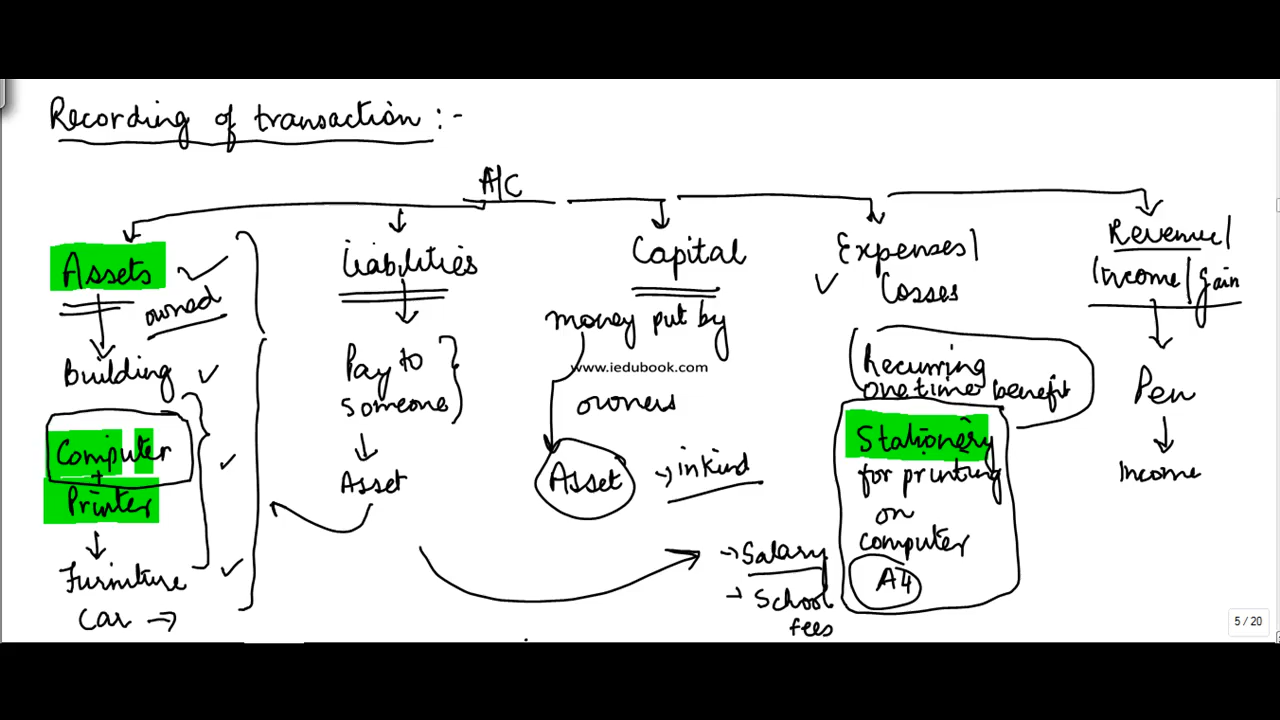 Recording of transaction :-
A/C
Assets
owned
Building
Computer
+
Printer
Furniture
Car →
Liabilities
Pay to
someone
Asset
Capital
money put by
www.iedubook.com
owners
Asset
→ in kind
Expenses|
Losses
Recurring
one time benefit
Stationery
for printing
on
computer
A4
→ Salary
→ School
fees
Revenue|
Income|gain
Pen
Income
5 / 20